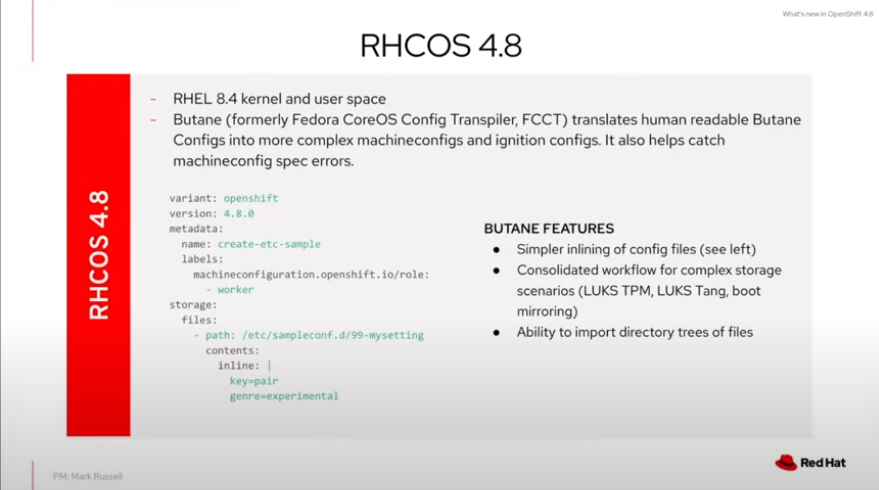 What's new in OpenShift 4.8
RHCOS 4.8
RHCOS 4.8
- RHEL 8.4 kernel and user space
- Butane (formerly Fedora CoreOS Config Transpiler, FCCT) translates human readable Butane
Configs into more complex machineconfigs and ignition configs. It also helps catch
machineconfig spec errors.
variant: openshift
version: 4.8.0
metadata:
  name: create-etc-sample
  labels:
    machineconfiguration.openshift.io/role:
      - worker
storage:
  files:
    - path: /etc/sampleconf.d/99-mysetting
      contents:
        inline: |
          key=pair
          genre=experimental
BUTANE FEATURES
● Simpler inlining of config files (see left)
● Consolidated workflow for complex storage
scenarios (LUKS TPM, LUKS Tang, boot
mirroring)
● Ability to import directory trees of files
PM: Mark Russell
Red Hat